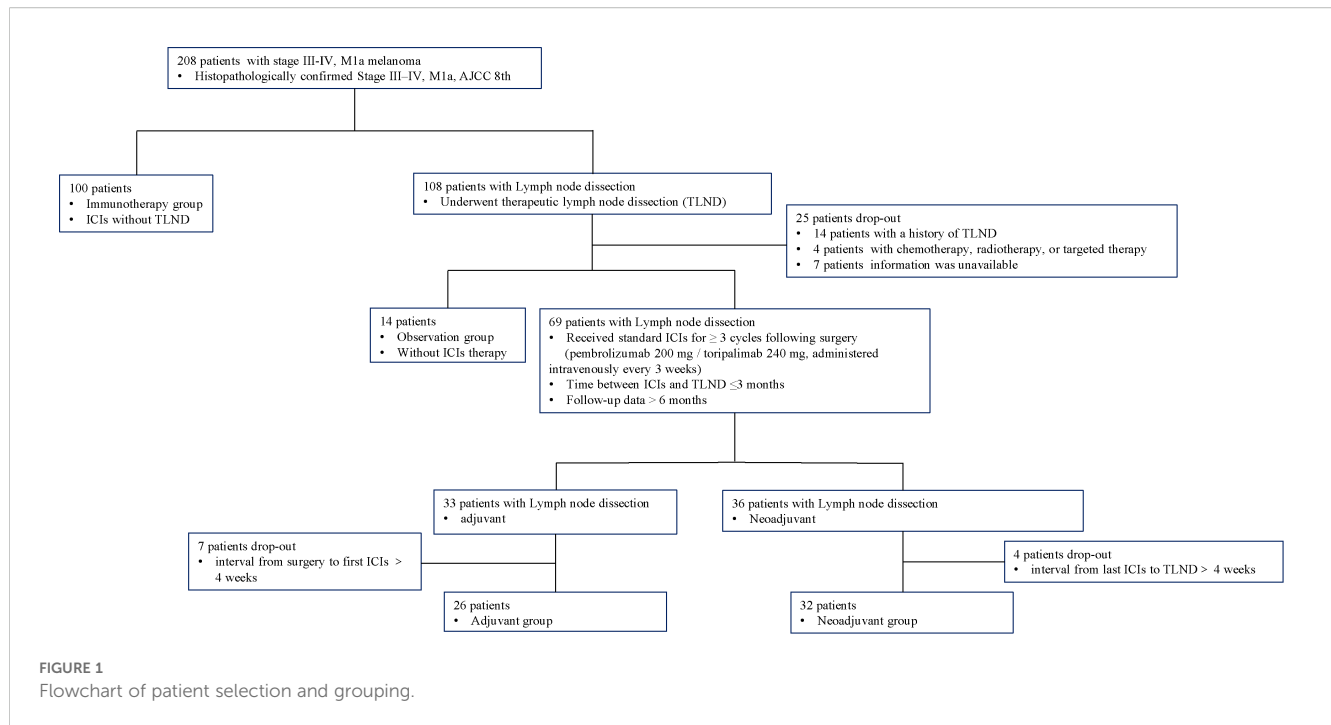 208 patients with stage III-IV, M1a melanoma
• Histopathologically confirmed Stage III–IV, M1a, AJCC 8th
100 patients
• Immunotherapy group
• ICIs without TLND
108 patients with Lymph node dissection
• Underwent therapeutic lymph node dissection (TLND)
25 patients drop-out
• 14 patients with a history of TLND
• 4 patients with chemotherapy, radiotherapy, or targeted therapy
• 7 patients information was unavailable
14 patients
• Observation group
• Without ICIs therapy
69 patients with Lymph node dissection
• Received standard ICIs for ≥ 3 cycles following surgery
(pembrolizumab 200 mg / toripalimab 240 mg, administered
intravenously every 3 weeks)
• Time between ICIs and TLND ≤3 months
• Follow-up data > 6 months
33 patients with Lymph node dissection
• adjuvant
36 patients with Lymph node dissection
• Neoadjuvant
7 patients drop-out
• interval from surgery to first ICIs >
4 weeks
4 patients drop-out
• interval from last ICIs to TLND > 4 weeks
26 patients
• Adjuvant group
32 patients
• Neoadjuvant group
FIGURE 1
Flowchart of patient selection and grouping.